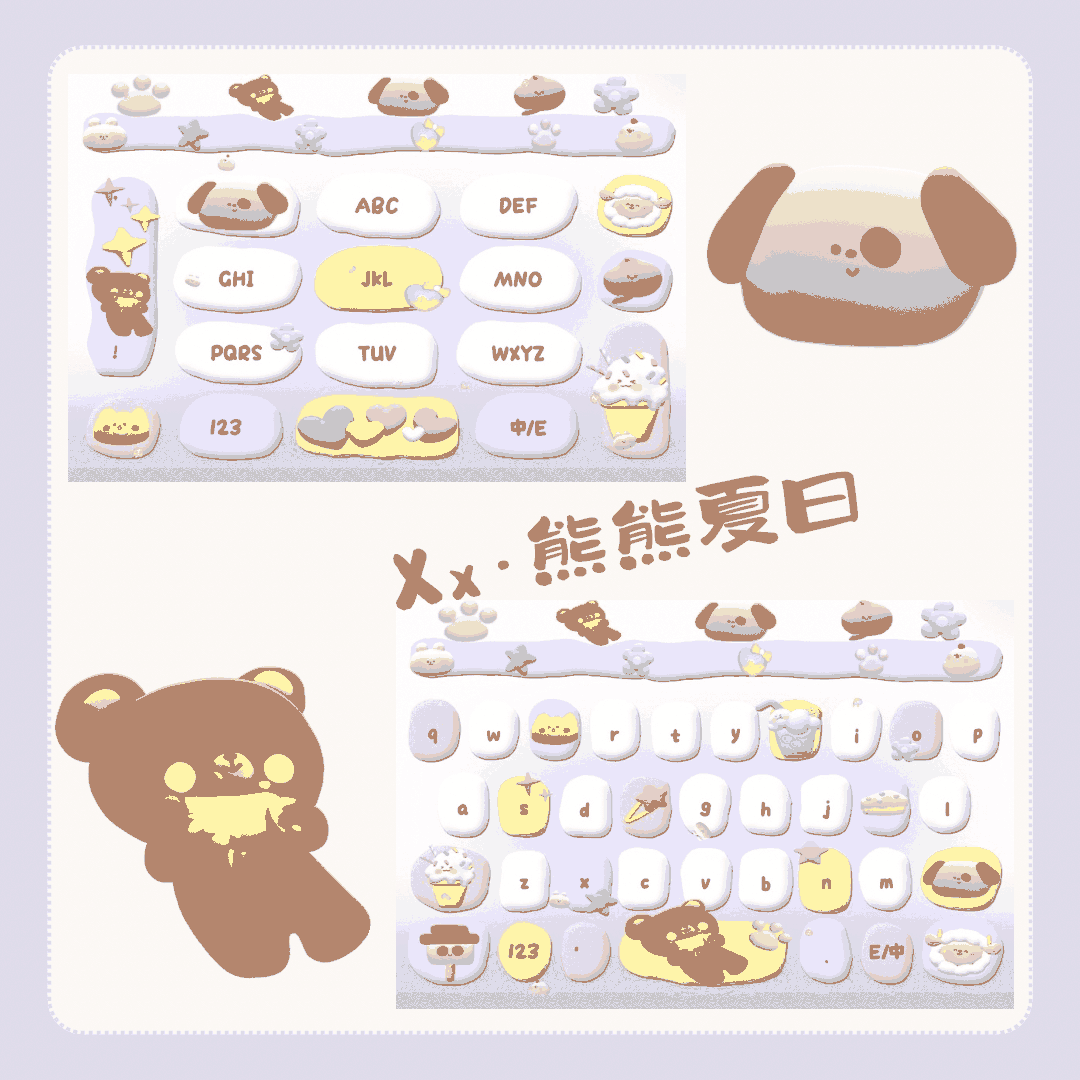 ABC DEF
GHI JKL MNO
PQRS TUV WXYZ
!
123 中/E
Xx·熊熊夏日
q w r t y i o p
a s d g h j l
z x c v b n m
123 , . E/中